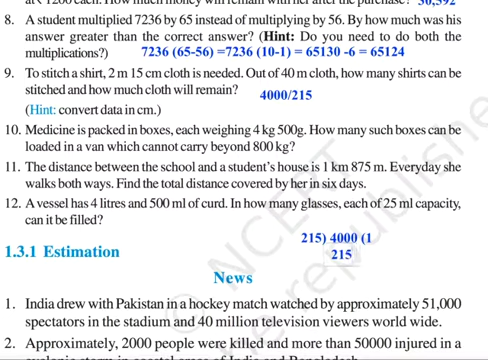 8. A student multiplied 7236 by 65 instead of multiplying by 56. By how much was his
answer greater than the correct answer? (Hint: Do you need to do both the
multiplications?) 7236 (65-56) =7236 (10-1) = 65130 -6 = 65124
9. To stitch a shirt, 2 m 15 cm cloth is needed. Out of 40 m cloth, how many shirts can be
stitched and how much cloth will remain? 4000/215
(Hint: convert data in cm.)
10. Medicine is packed in boxes, each weighing 4 kg 500g. How many such boxes can be
loaded in a van which cannot carry beyond 800 kg?
11. The distance between the school and a student's house is 1 km 875 m. Everyday she
walks both ways. Find the total distance covered by her in six days.
12. A vessel has 4 litres and 500 ml of curd. In how many glasses, each of 25 ml capacity,
can it be filled?
215) 4000 (1
1.3.1 Estimation
215
News
1. India drew with Pakistan in a hockey match watched by approximately 51,000
spectators in the stadium and 40 million television viewers world wide.
2. Approximately, 2000 people were killed and more than 50000 injured in a
© NCERT